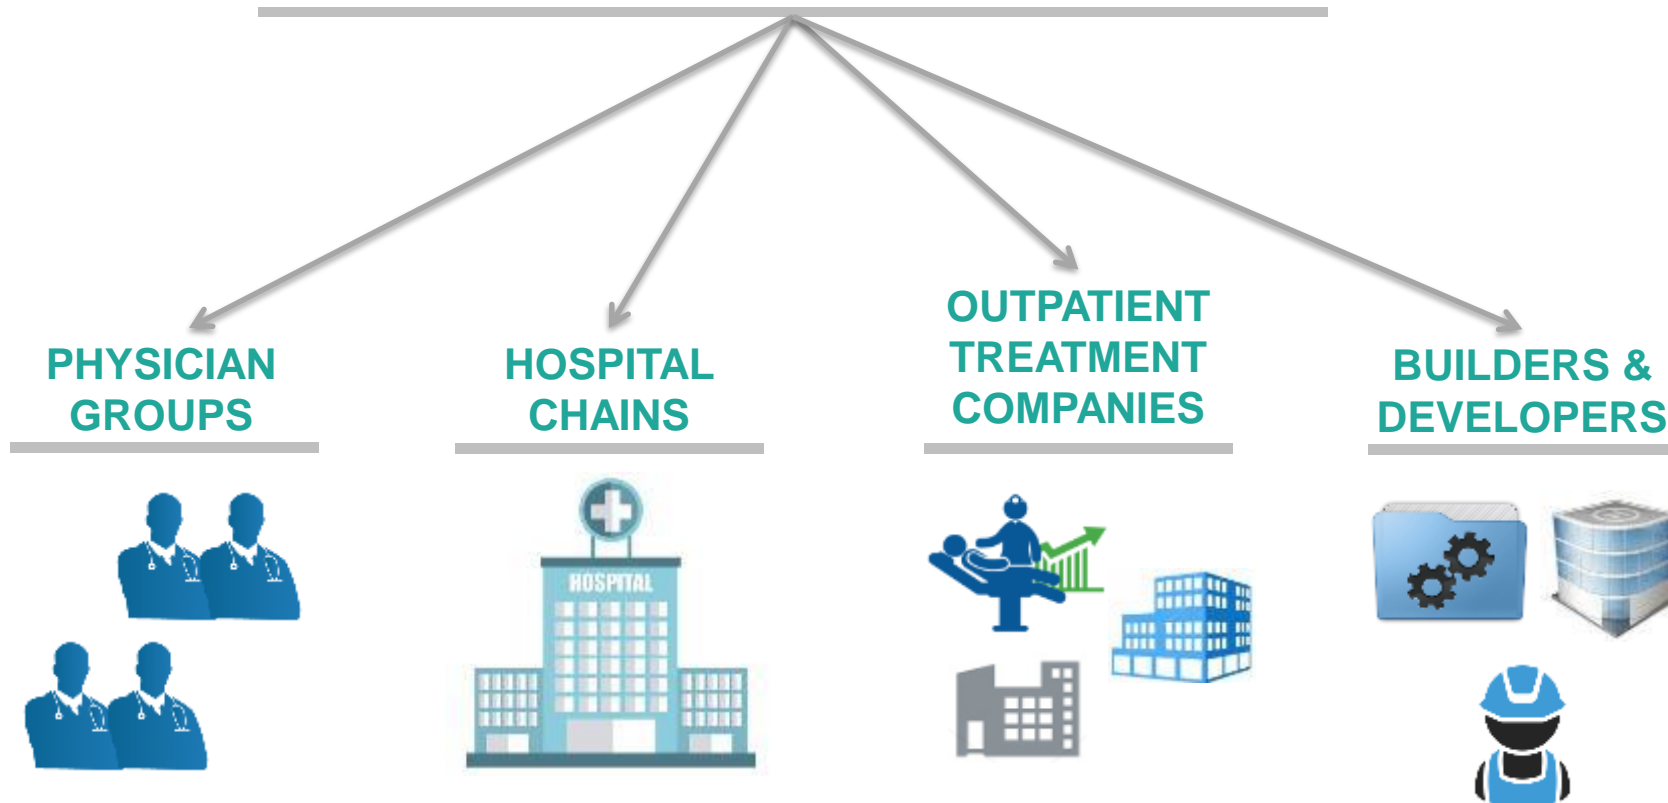 PHYSICIAN
GROUPS
HOSPITAL
CHAINS
OUTPATIENT
TREATMENT
COMPANIES
BUILDERS &
DEVELOPERS
HOSPITAL